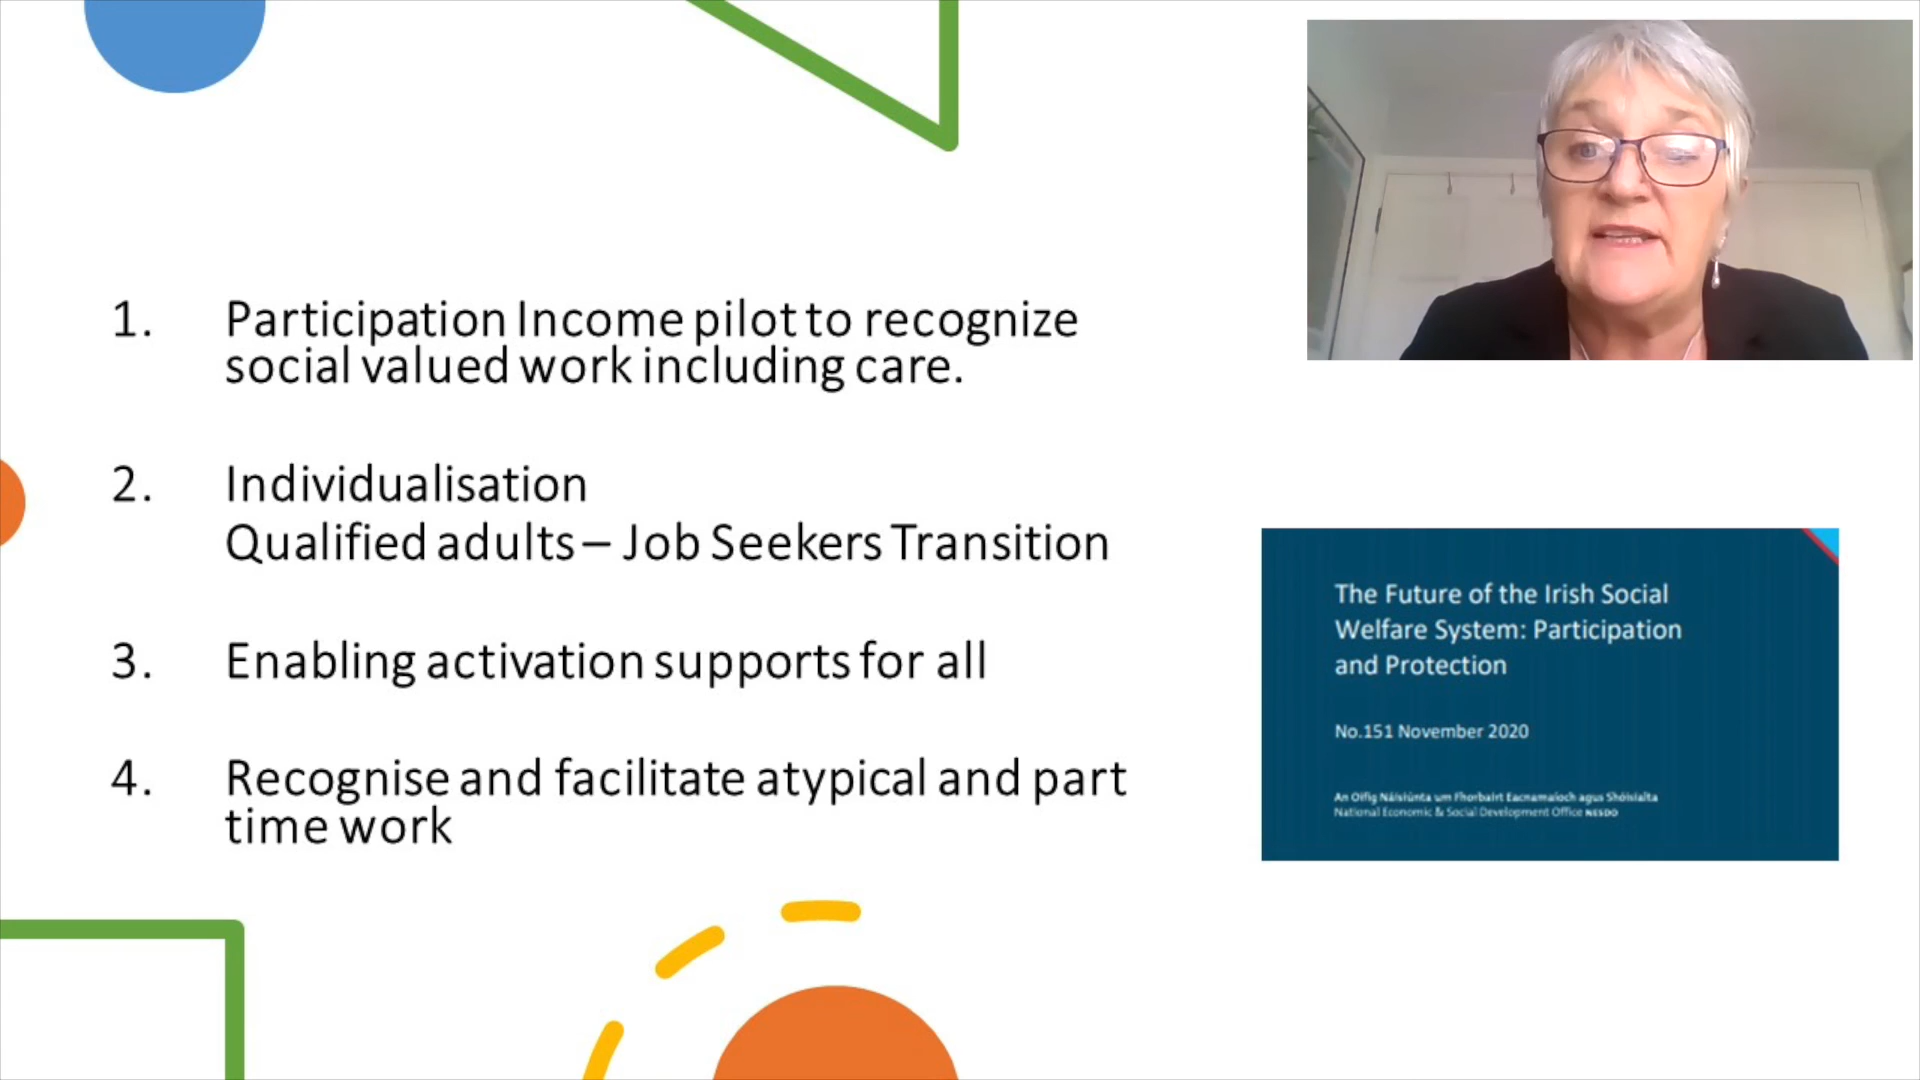 1. Participation Income pilot to recognize
social valued work including care.
2. Individualisation
Qualified adults – Job Seekers Transition
3. Enabling activation supports for all
4. Recognise and facilitate atypical and part
time work
The Future of the Irish Social
Welfare System: Participation
and Protection
No.151 November 2020
An Oifig Náisiúnta um Fhorbairt Eacnamaíoch agus Shóisialta
National Economic & Social Development Office NESDO